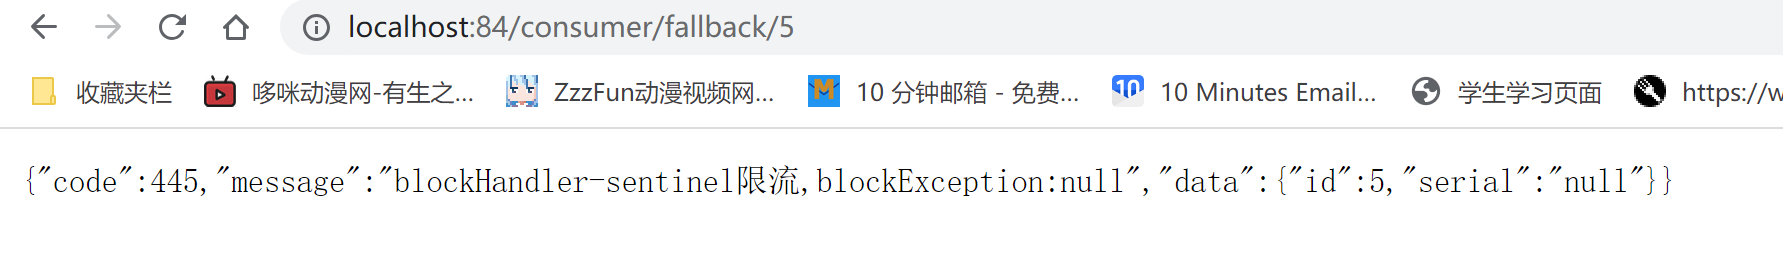 localhost:84/consumer/fallback/5
收藏夹栏 哆咪动漫网-有生之... ZzzFun动漫视频网... 10 分钟邮箱 - 免费... 10 Minutes Email... 学生学习页面 https://w
{"code":445,"message":"blockHandler-sentinel限流,blockException:null","data":{"id":5,"serial":"null"}}